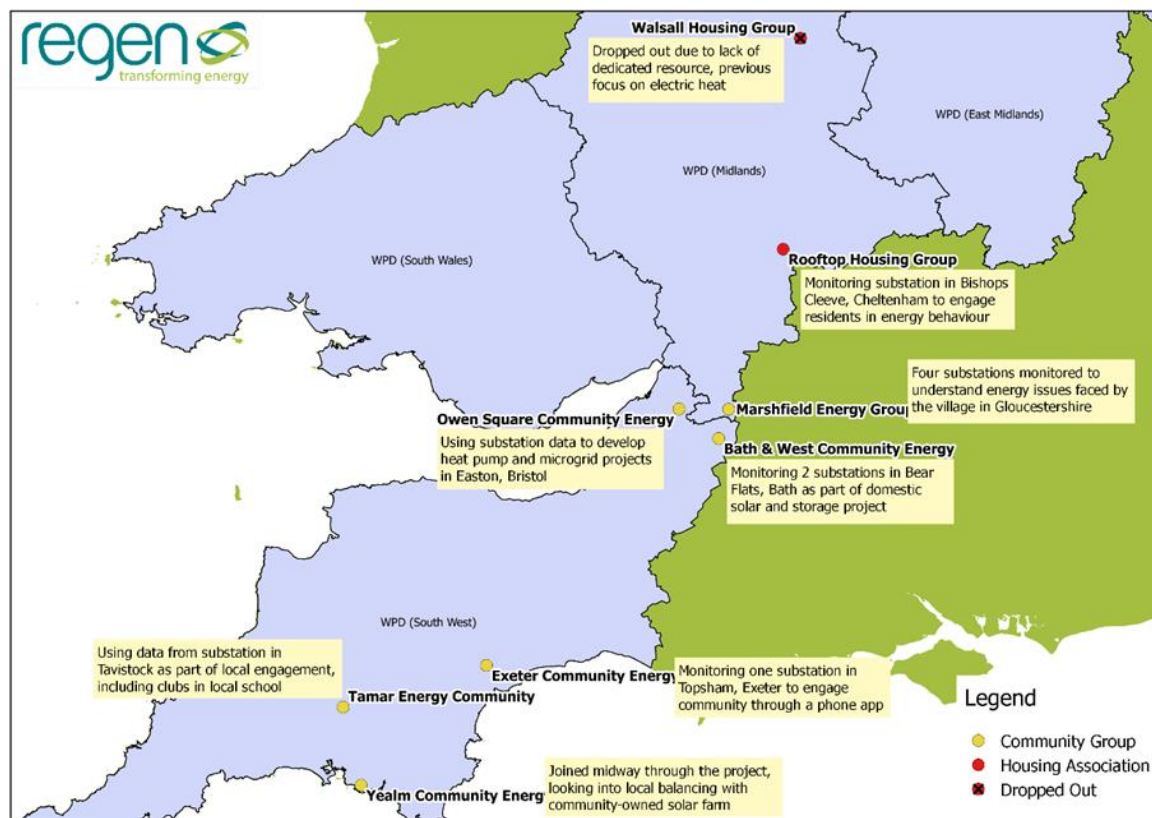 regen
transforming energy
Walsall Housing Group
Dropped out due to lack of
dedicated resource, previous
focus on electric heat
WPD (East Midlands)
WPD (Midlands)
WPD (South Wales)
Rooftop Housing Group
Monitoring substation in Bishops
Cleeve, Cheltenham to engage
residents in energy behaviour
Four substations monitored to
understand energy issues faced by
the village in Gloucestershire
Marshfield Energy Group
Owen Square Community Energy
Using substation data to develop
heat pump and microgrid projects
in Easton, Bristol
Bath & West Community Energy
Monitoring 2 substations in Bear
Flats, Bath as part of domestic
solar and storage project
WPD (South West)
Using data from substation in
Tavistock as part of local engagement,
including clubs in local school
Tamar Energy Community
Exeter Community Energy
Monitoring one substation in
Topsham, Exeter to engage
community through a phone app
Yealm Community Energy
Joined midway through the project,
looking into local balancing with
community-owned solar farm
Legend
Community Group
Housing Association
Dropped Out